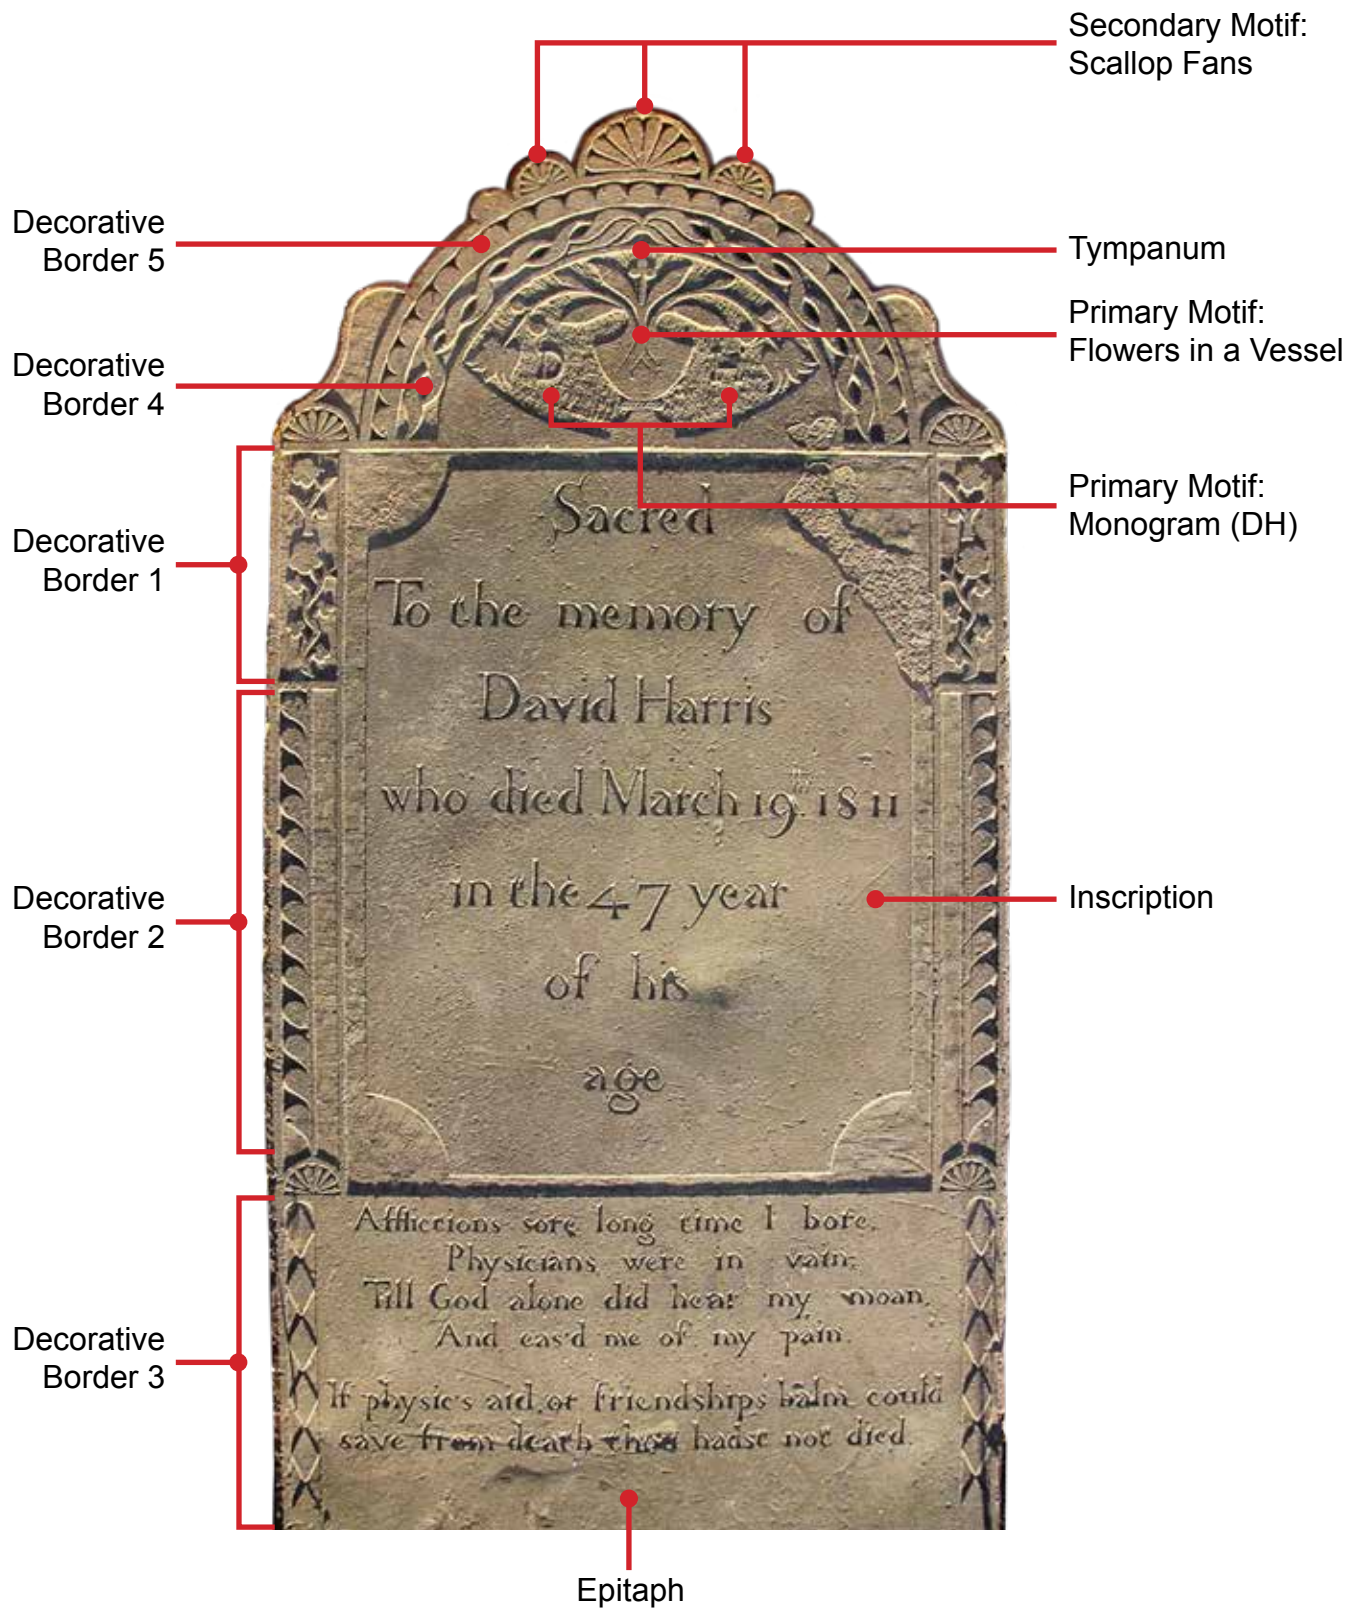 Secondary Motif:
Scallop Fans
Decorative
Border 5
Tympanum
Primary Motif:
Flowers in a Vessel
Decorative
Border 4
Primary Motif:
Monogram (DH)
Decorative
Border 1
Sacred
To the memory of
David Harris
who died March 19th 1811
in the 47 year
of his
age
Decorative
Border 2
Inscription
Afflictions sore long time I bore,
Physicians were in vain;
Till God alone did hear my moan,
And eas'd me of my pain.
If physic's aid, or friendships balm could
save from death thou hadst not died.
Decorative
Border 3
Epitaph